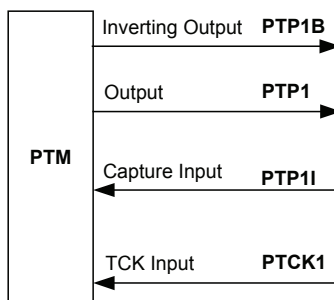 Inverting Output PTP1B
Output PTP1
PTM
Capture Input PTP1I
TCK Input PTCK1